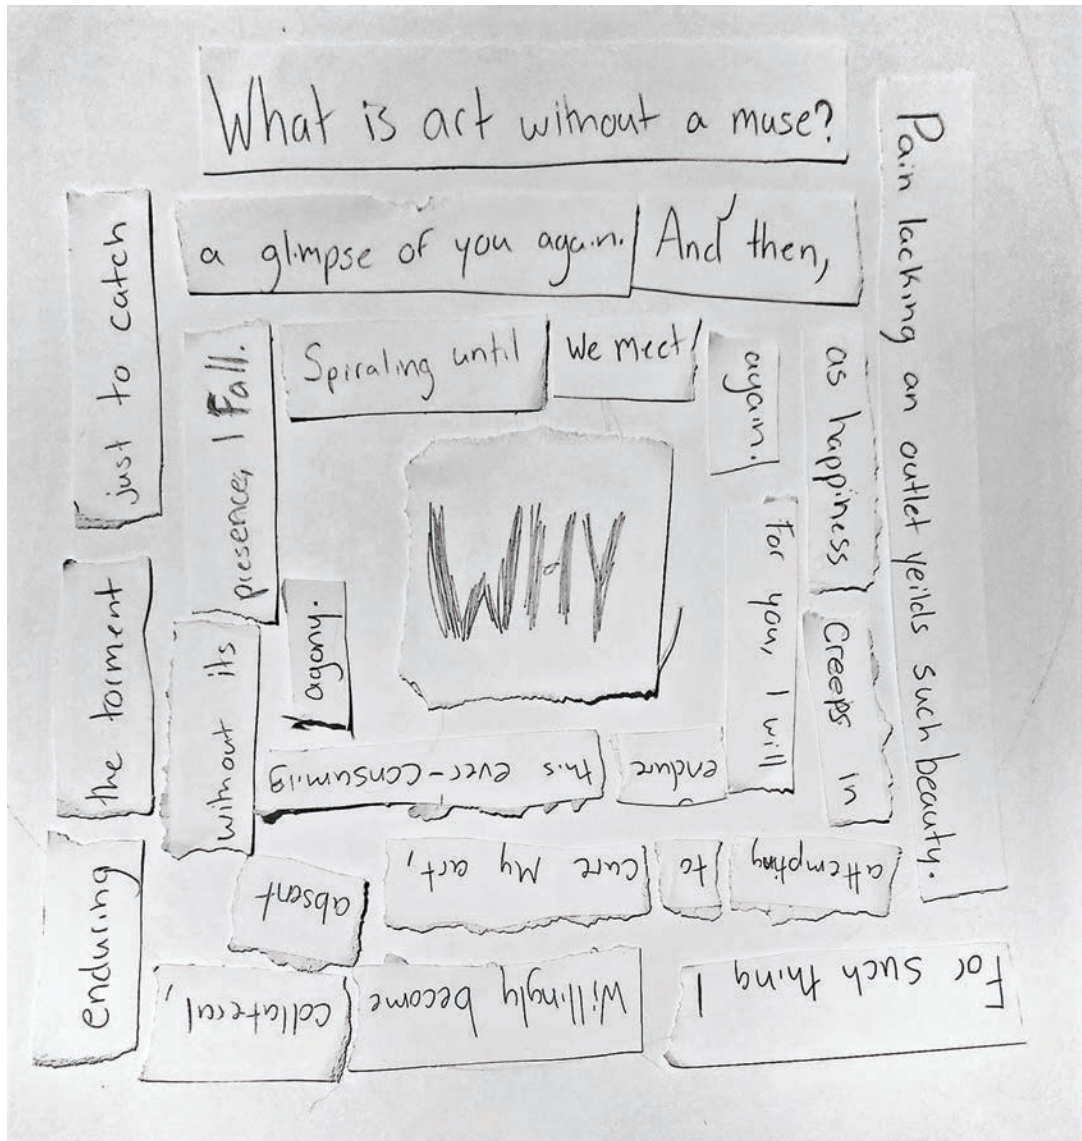 What is art without a muse?
Pain lacking an outlet yeilds such beauty.
For such thing I
Willingly become
collateral,
enduring
the torment
just to catch
a glimpse of you again.
And then,
as happiness
Creeps in
attempting
to
cure My art,
absent
without its
presence, I Fall.
Spiraling until
we meet
again.
For you, I will
endure
this ever-consuming
agony.
WHY